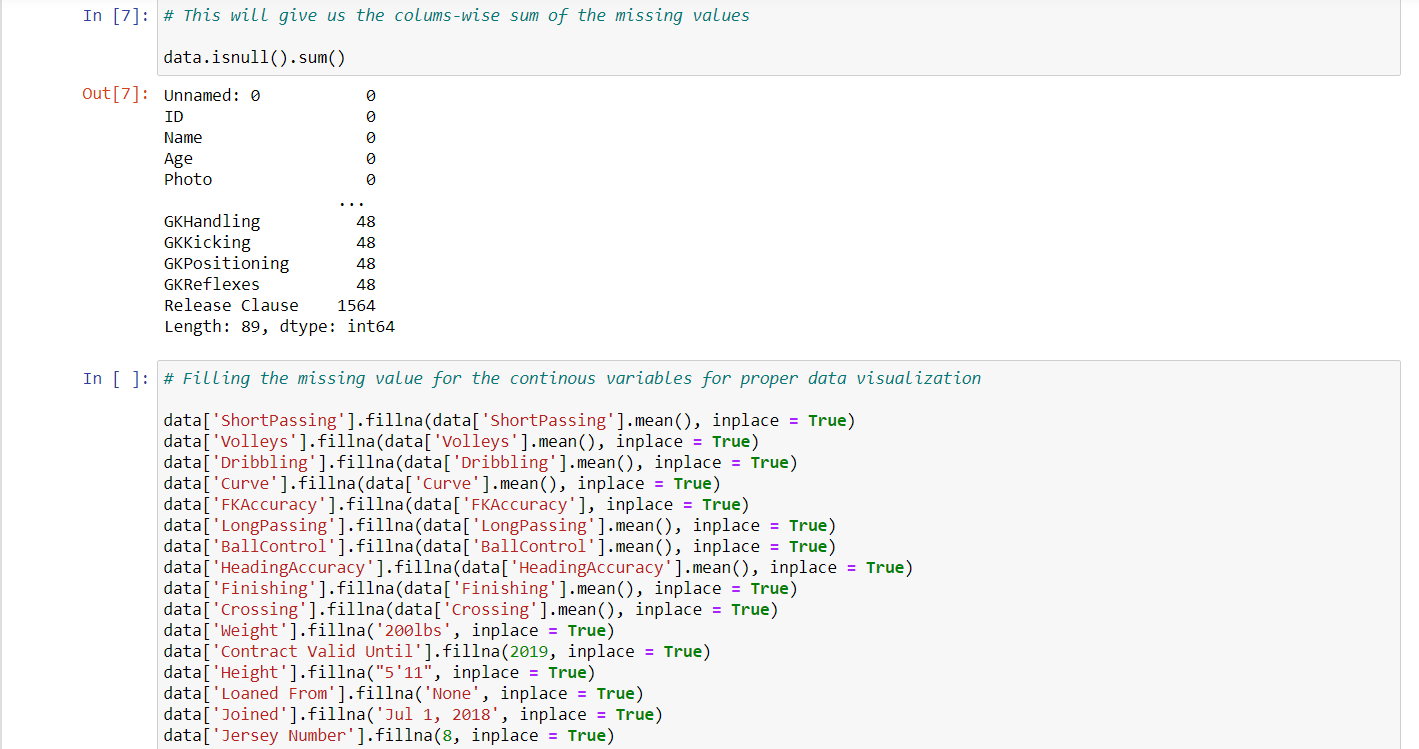 In [7]: # This will give us the colums-wise sum of the missing values
data.isnull().sum()
Out[7]: Unnamed: 0 0
ID 0
Name 0
Age 0
Photo 0
...
GKHandling 48
GKKicking 48
GKPositioning 48
GKReflexes 48
Release Clause 1564
Length: 89, dtype: int64
In [ ]: # Filling the missing value for the continous variables for proper data visualization
data['ShortPassing'].fillna(data['ShortPassing'].mean(), inplace = True)
data['Volleys'].fillna(data['Volleys'].mean(), inplace = True)
data['Dribbling'].fillna(data['Dribbling'].mean(), inplace = True)
data['Curve'].fillna(data['Curve'].mean(), inplace = True)
data['FKAccuracy'].fillna(data['FKAccuracy'], inplace = True)
data['LongPassing'].fillna(data['LongPassing'].mean(), inplace = True)
data['BallControl'].fillna(data['BallControl'].mean(), inplace = True)
data['HeadingAccuracy'].fillna(data['HeadingAccuracy'].mean(), inplace = True)
data['Finishing'].fillna(data['Finishing'].mean(), inplace = True)
data['Crossing'].fillna(data['Crossing'].mean(), inplace = True)
data['Weight'].fillna('200lbs', inplace = True)
data['Contract Valid Until'].fillna(2019, inplace = True)
data['Height'].fillna("5'11", inplace = True)
data['Loaned From'].fillna('None', inplace = True)
data['Joined'].fillna('Jul 1, 2018', inplace = True)
data['Jersey Number'].fillna(8, inplace = True)